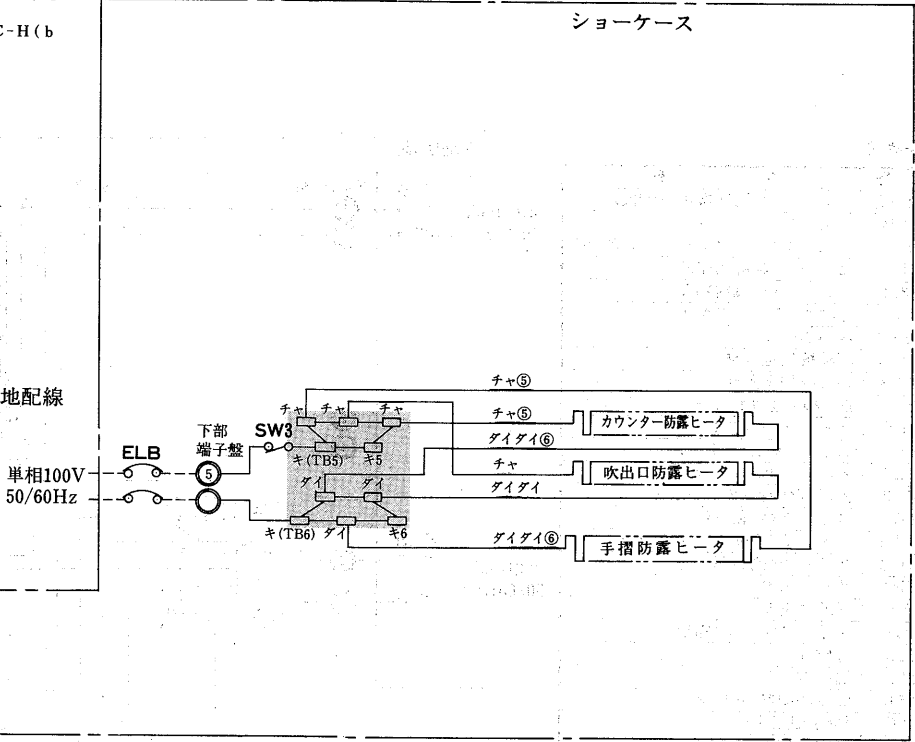 C-H(b
ショーケース
地配線
チャ⑤
チャ チャ チャ
チャ⑤
カウンター防露ヒータ
下部
端子盤
SW3
ダイダイ⑥
ELB
キ(TB5) キ5
チャ
吹出口防露ヒータ
単相100V
5
ダイ ダイ
ダイダイ
50/60Hz
キ(TB6) ダイ キ6
ダイダイ⑥
手摺防露ヒータ